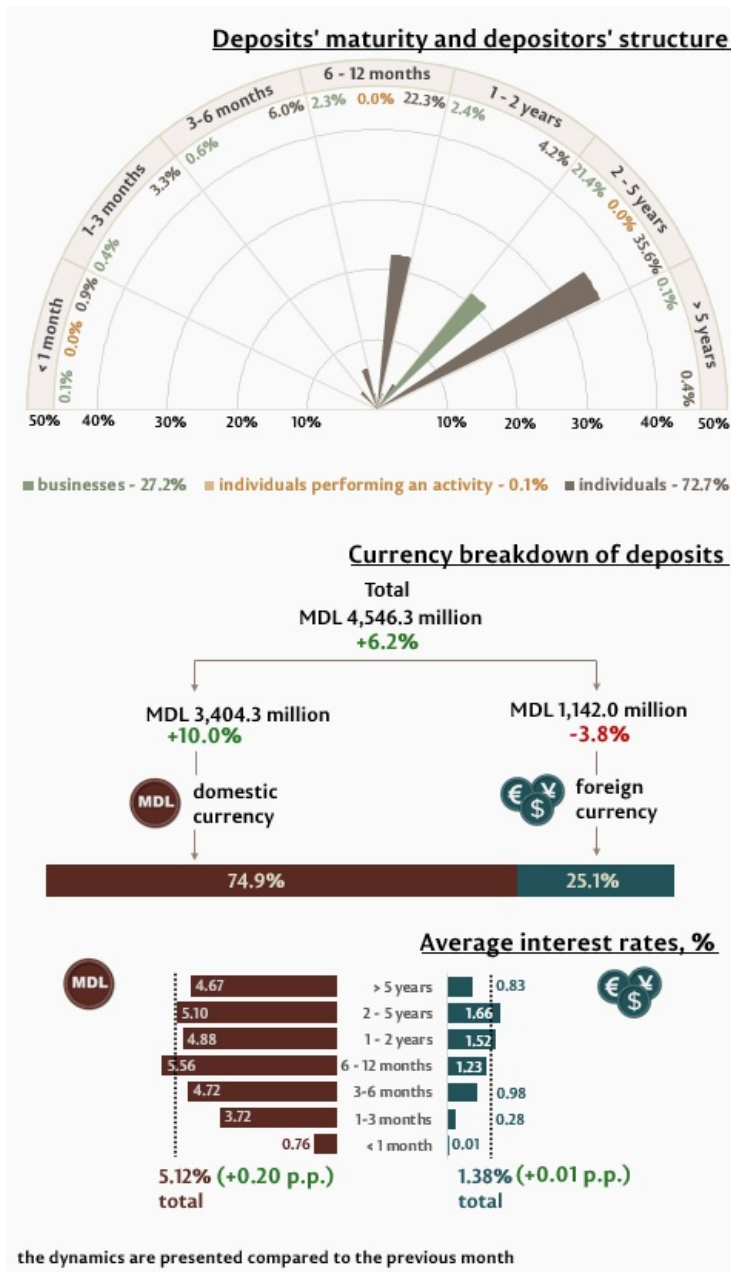 Deposits' maturity and depositors' structure
6 - 12 months
3-6 months
1 - 2 years
1-3 months
2 - 5 years
< 1 month
> 5 years
0.1%
0.0%
0.9%
0.4%
3.3%
0.6%
6.0%
2.3%
0.0%
22.3%
2.4%
4.2%
21.4%
0.0%
35.6%
0.1%
0.4%
50% 40% 30% 20% 10% 10% 20% 30% 40% 50%
businesses - 27.2% individuals performing an activity - 0.1% individuals - 72.7%
Currency breakdown of deposits
Total
MDL 4,546.3 million
+6.2%
MDL 3,404.3 million
+10.0%
MDL 1,142.0 million
-3.8%
MDL
domestic
currency
€ ¥
$
foreign
currency
74.9% 25.1%
Average interest rates, %
MDL
€ ¥
$
4.67 > 5 years 0.83
5.10 2 - 5 years 1.66
4.88 1 - 2 years 1.52
5.56 6 - 12 months 1.23
4.72 3-6 months 0.98
3.72 1-3 months 0.28
0.76 < 1 month 0.01
5.12% (+0.20 p.p.)
total
1.38% (+0.01 p.p.)
total
the dynamics are presented compared to the previous month